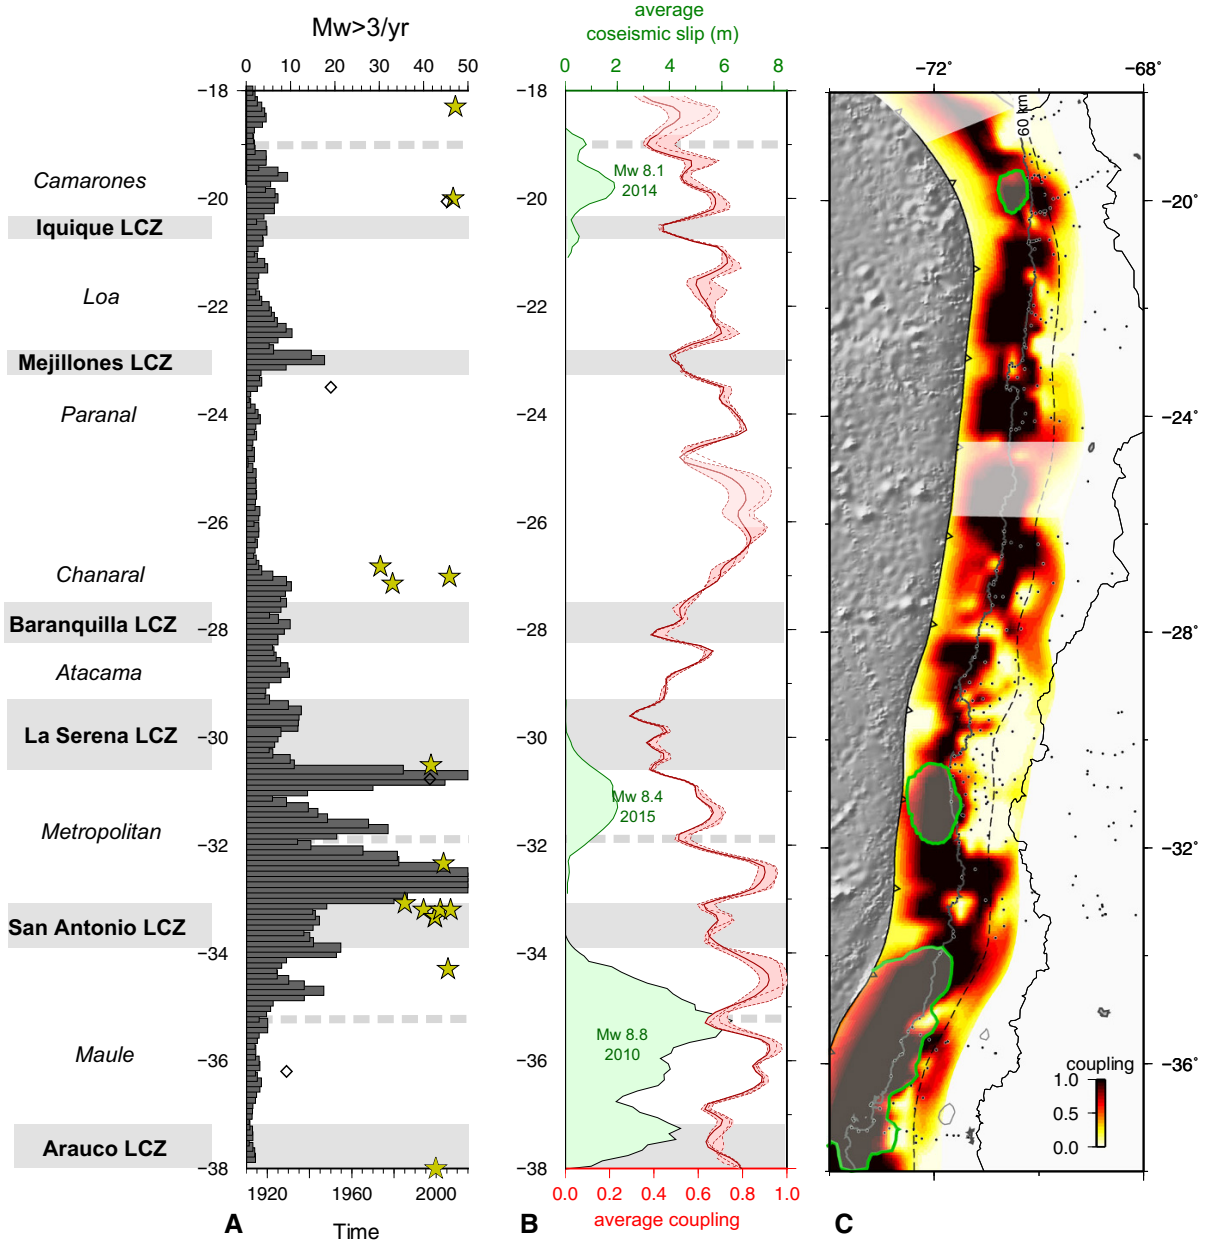 Mw>3/yr
0 10 20 30 40 50
average
coseismic slip (m)
0 2 4 6 8
−72° −68°
−18
−20
−22
−24
−26
−28
−30
−32
−34
−36
−38
Camarones
Iquique LCZ
Loa
Mejillones LCZ
Paranal
Chanaral
Baranquilla LCZ
Atacama
La Serena LCZ
Metropolitan
San Antonio LCZ
Maule
Arauco LCZ
1920 1960 2000
Time
A
−18
−20
−22
−24
−26
−28
−30
−32
−34
−36
−38
Mw 8.1
2014
Mw 8.4
2015
Mw 8.8
2010
0.0 0.2 0.4 0.6 0.8 1.0
average coupling
B
60 km
−20°
−24°
−28°
−32°
−36°
coupling
1.0
0.5
0.0
C